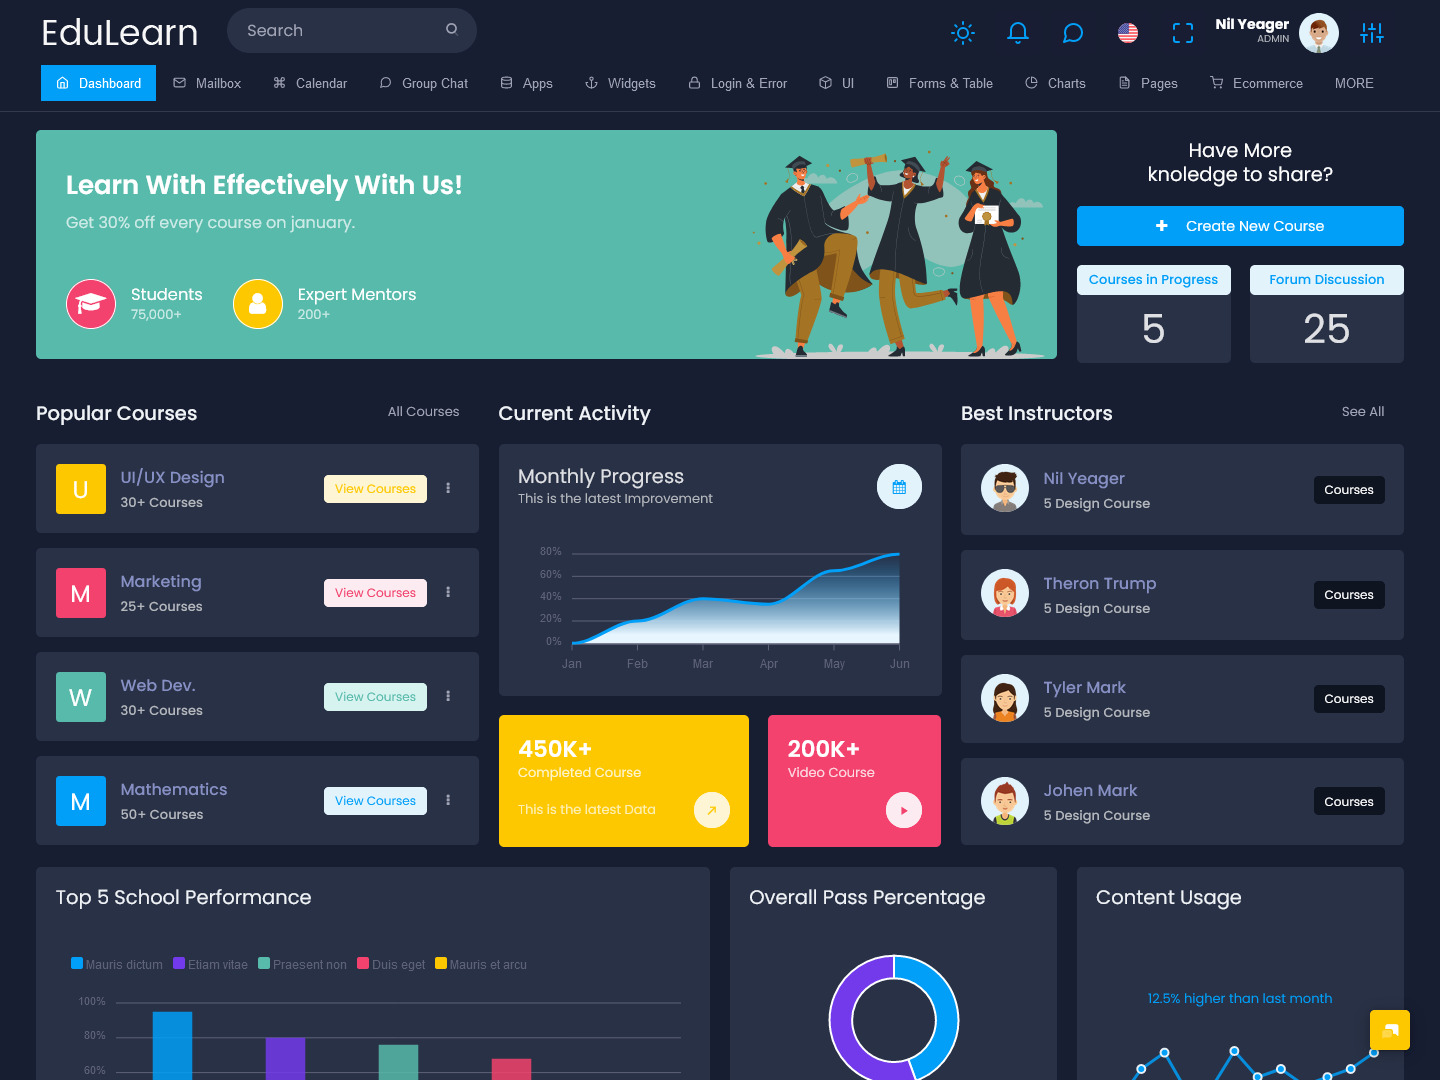 EduLearn
Search
Nil Yeager
ADMIN
Dashboard
Mailbox
Calendar
Group Chat
Apps
Widgets
Login & Error
UI
Forms & Table
Charts
Pages
Ecommerce
MORE
Learn With Effectively With Us!
Get 30% off every course on january.
Students
75,000+
Expert Mentors
200+
Have More
knoledge to share?
Create New Course
Courses in Progress
5
Forum Discussion
25
Popular Courses
All Courses
U
UI/UX Design
30+ Courses
View Courses
M
Marketing
25+ Courses
View Courses
W
Web Dev.
30+ Courses
View Courses
M
Mathematics
50+ Courses
View Courses
Current Activity
Monthly Progress
This is the latest Improvement
80%
60%
40%
20%
0%
Jan Feb Mar Apr May Jun
450K+
Completed Course
This is the latest Data
200K+
Video Course
Best Instructors
See All
Nil Yeager
5 Design Course
Courses
Theron Trump
5 Design Course
Courses
Tyler Mark
5 Design Course
Courses
Johen Mark
5 Design Course
Courses
Top 5 School Performance
Mauris dictum Etiam vitae Praesent non Duis eget Mauris et arcu
100%
80%
60%
Overall Pass Percentage
Content Usage
12.5% higher than last month